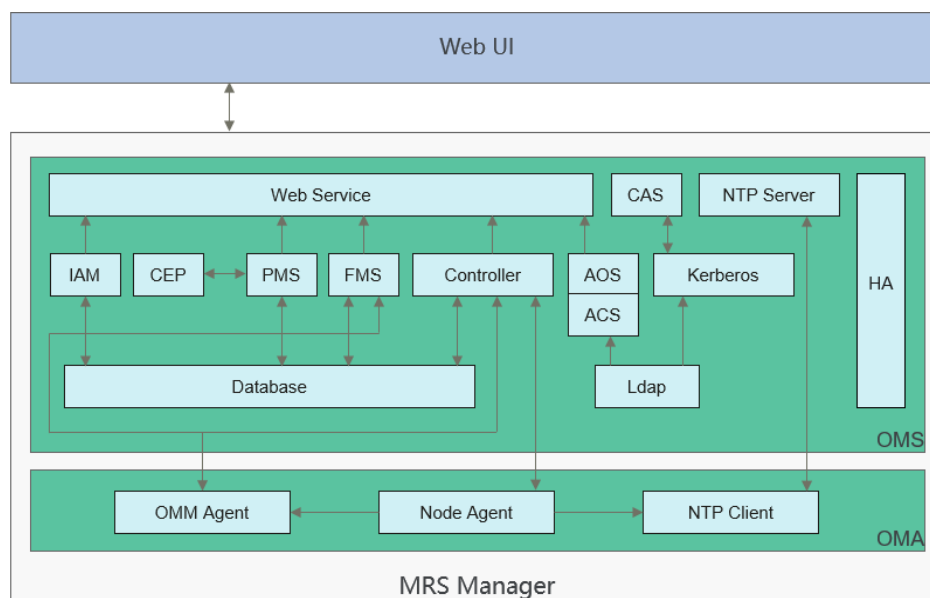 Web UI
Web Service
CAS
NTP Server
IAM
CEP
PMS
FMS
Controller
AOS
Kerberos
HA
ACS
Database
Ldap
OMS
OMM Agent
Node Agent
NTP Client
OMA
MRS Manager